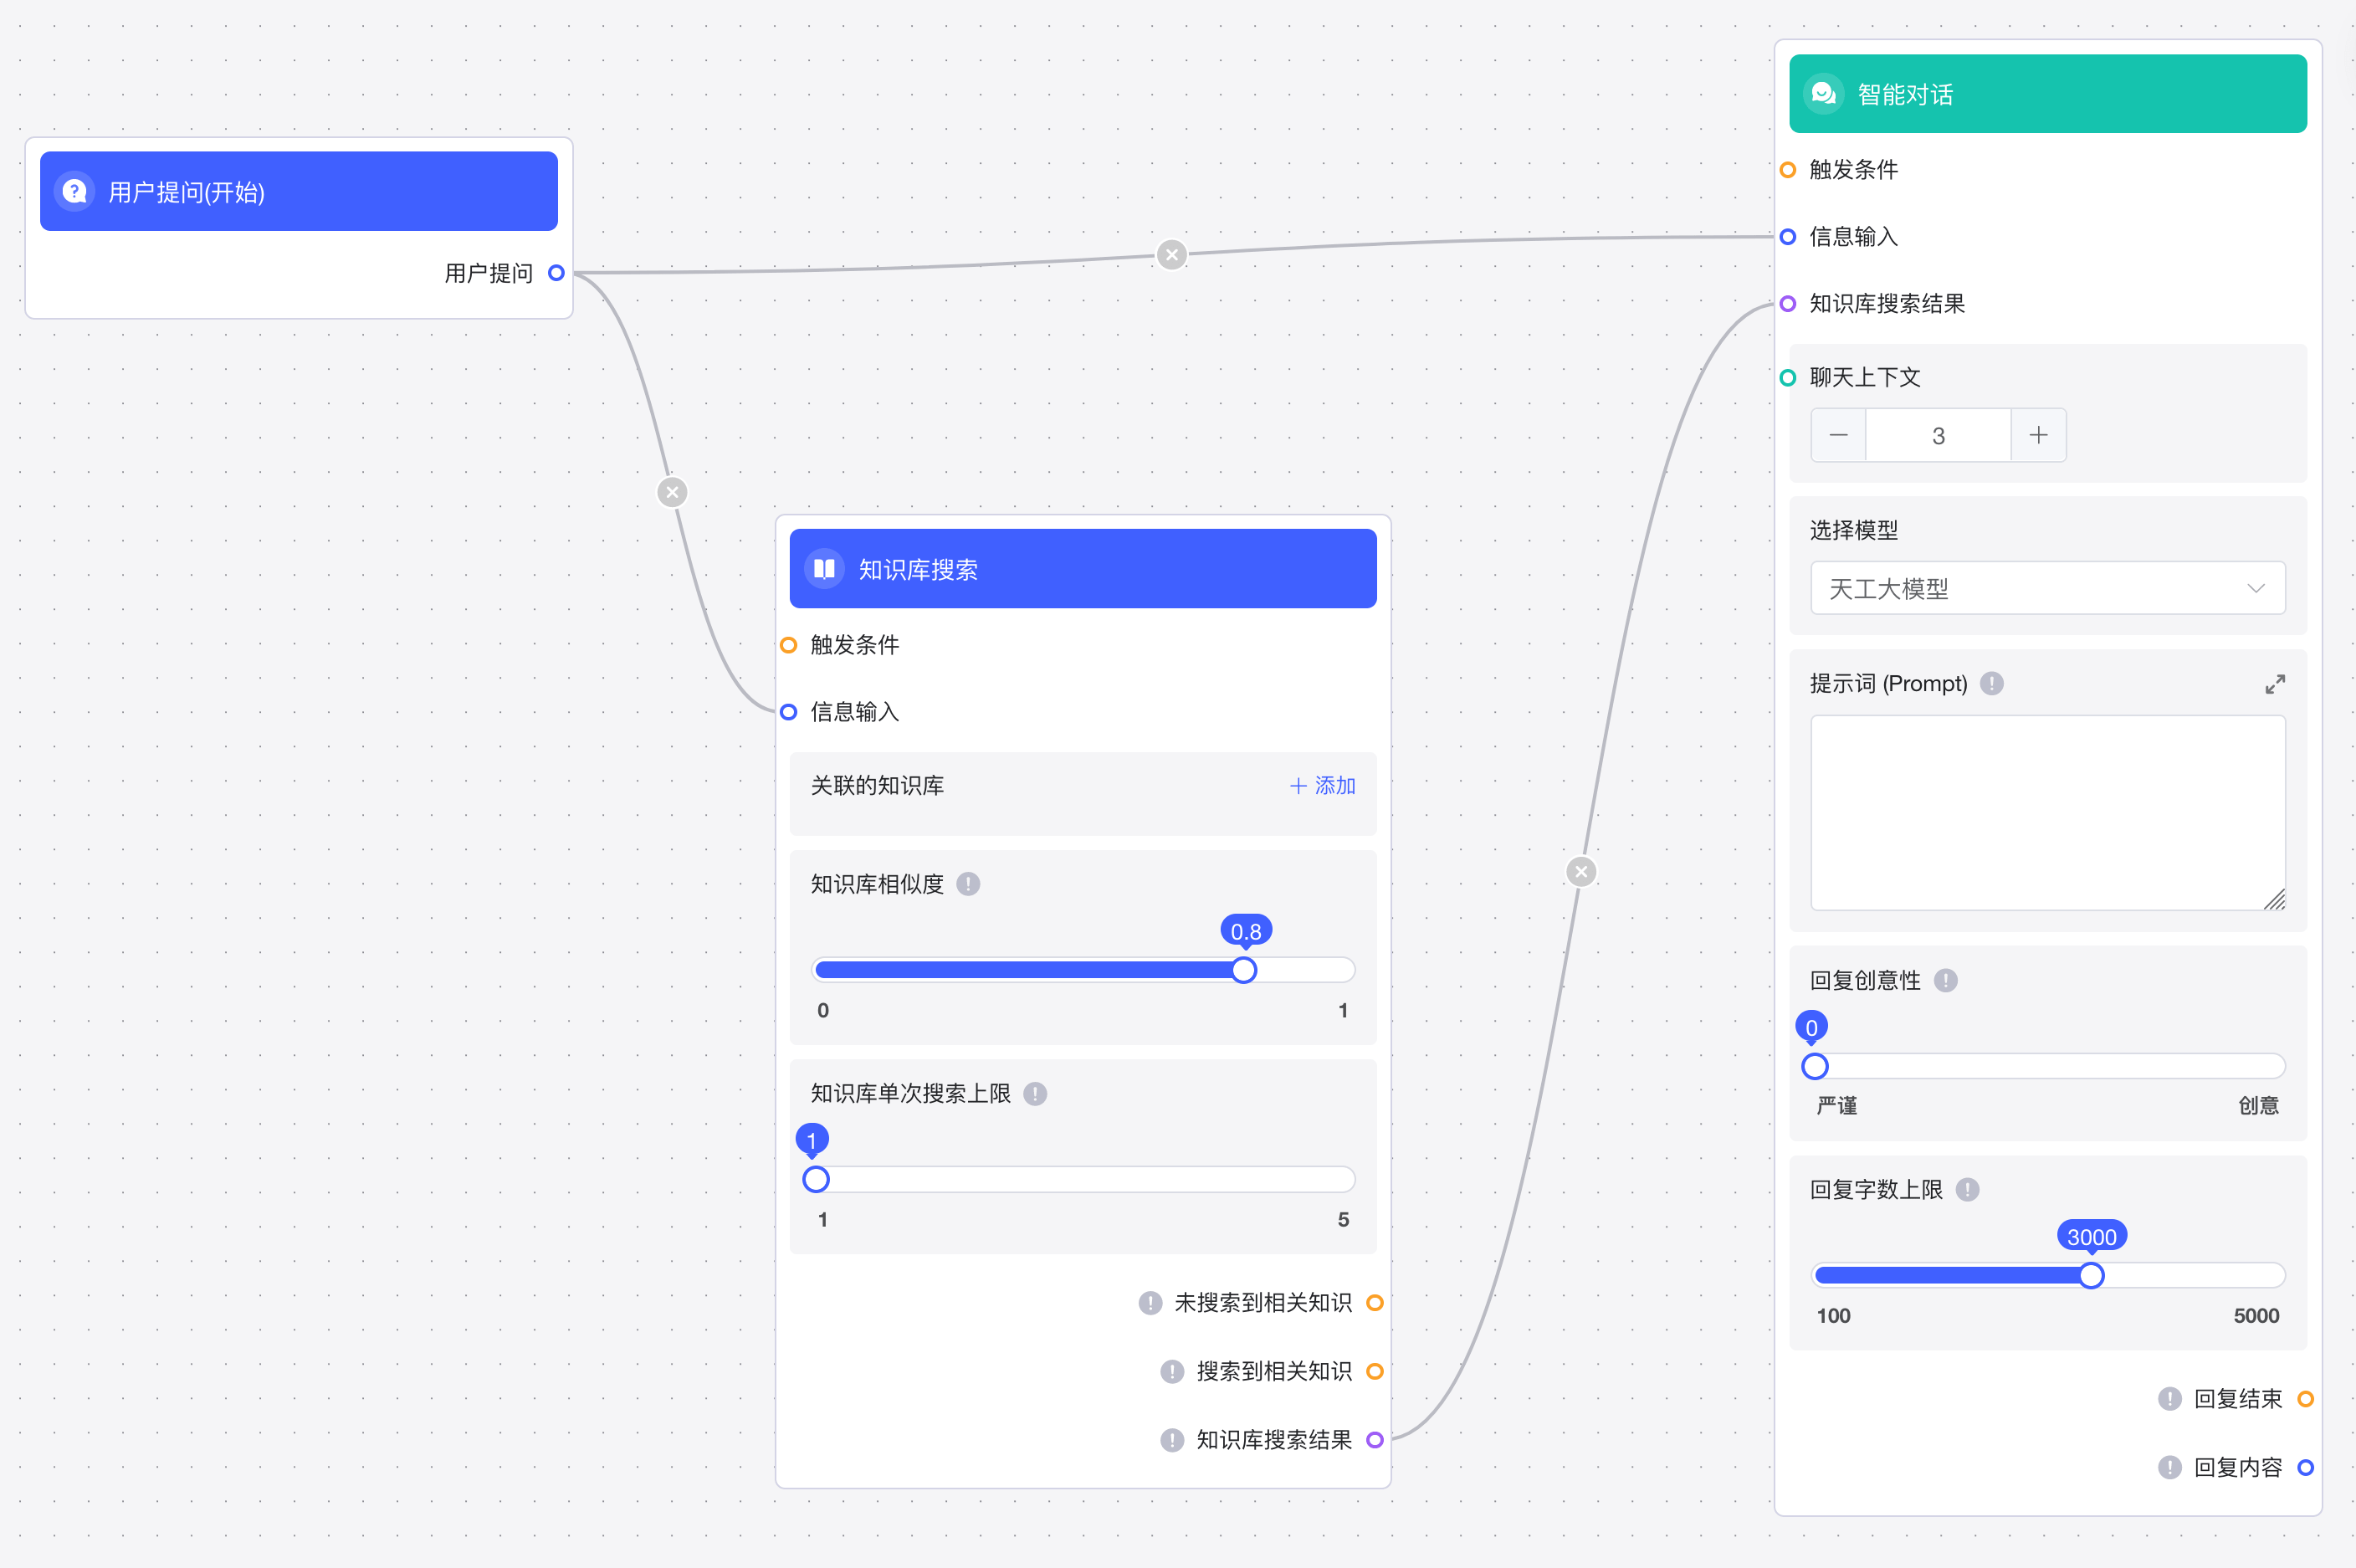 用户提问(开始)
用户提问
知识库搜索
触发条件
信息输入
关联的知识库
添加
知识库相似度
0.8
0
1
知识库单次搜索上限
1
1
5
未搜索到相关知识
搜索到相关知识
知识库搜索结果
智能对话
触发条件
信息输入
知识库搜索结果
聊天上下文
3
选择模型
天工大模型
提示词 (Prompt)
回复创意性
0
严谨
创意
回复字数上限
3000
100
5000
回复结束
回复内容